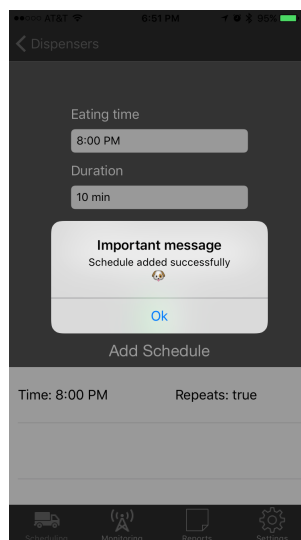 AT&T 6:51 PM 95%
Dispensers
Eating time
8:00 PM
Duration
10 min
Important message
Schedule added successfully
🐶
Ok
Add Schedule
Time: 8:00 PM Repeats: true
Scheduling Monitoring Reports Settings